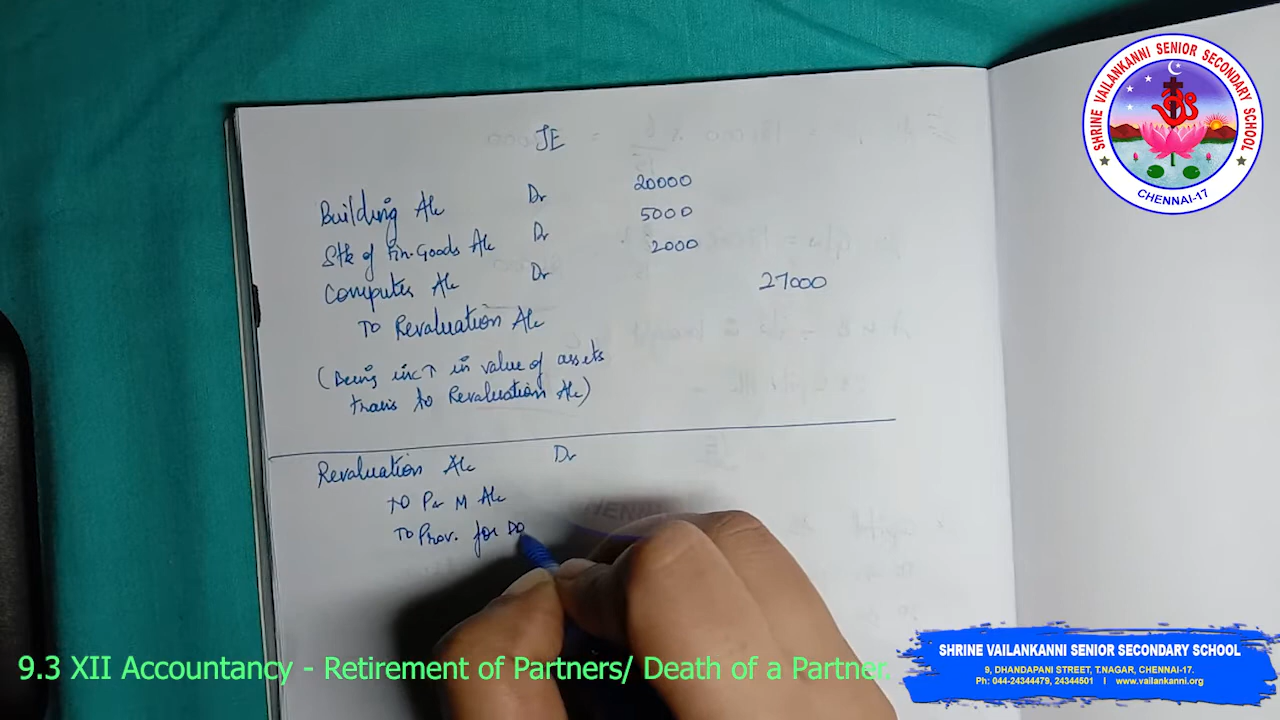 JE
Building A/c Dr 20000
Stk of Fin. Goods A/c Dr 5000
Computer A/c Dr 2000
To Revaluation A/c 27000
(Being inc↑ in value of assets
trans to Revaluation A/c)
Revaluation A/c Dr
To P & M A/c
To Prov. for DD
SHRINE VAILANKANNI SENIOR SECONDARY SCHOOL
CHENNAI-17
9.3 XII Accountancy - Retirement of Partners/ Death of a Partner.
SHRINE VAILANKANNI SENIOR SECONDARY SCHOOL
9, DHANDAPANI STREET, T.NAGAR, CHENNAI-17.
Ph: 044-24344479, 24344501 I www.vailankanni.org